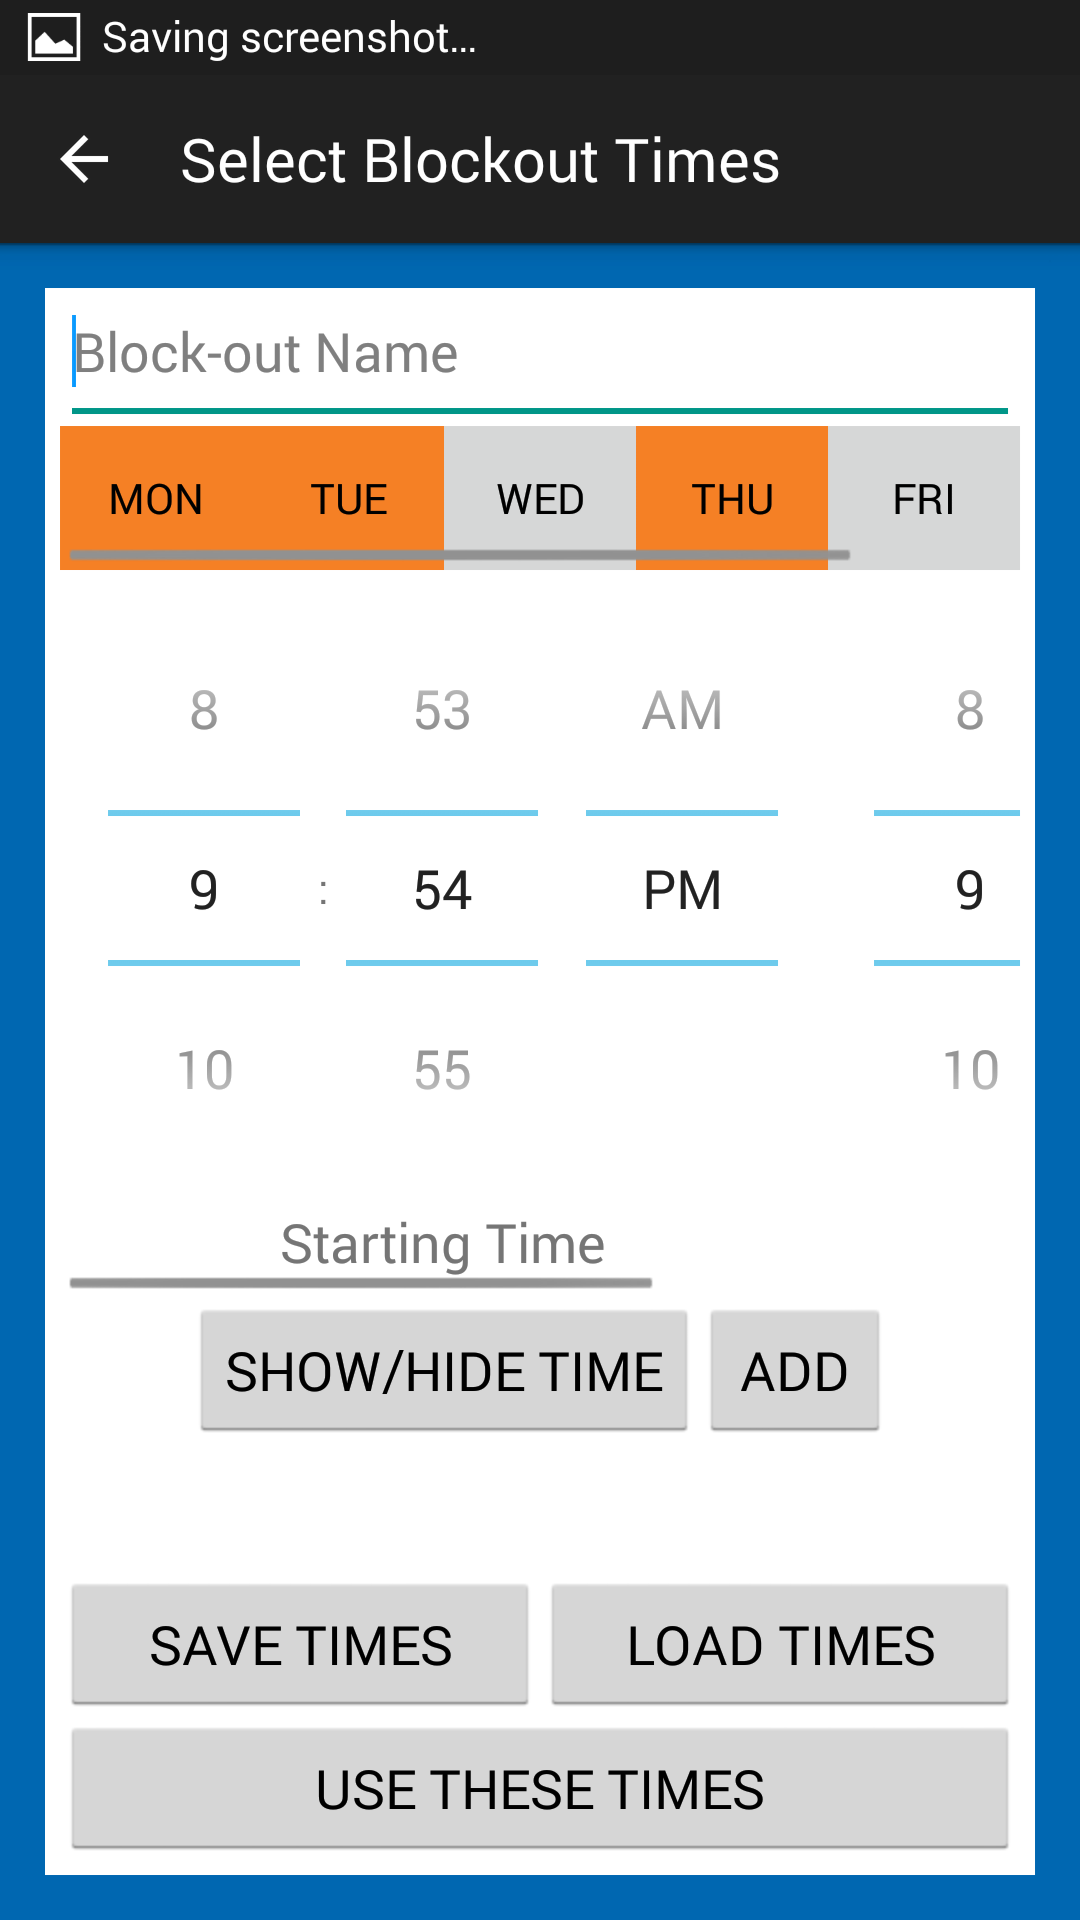 Saving screenshot...
Select Blockout Times
Block-out Name
MON TUE WED THU FRI
8 53 AM 8
9 : 54 PM 9
10 55 10
Starting Time
SHOW/HIDE TIME ADD
SAVE TIMES LOAD TIMES
USE THESE TIMES